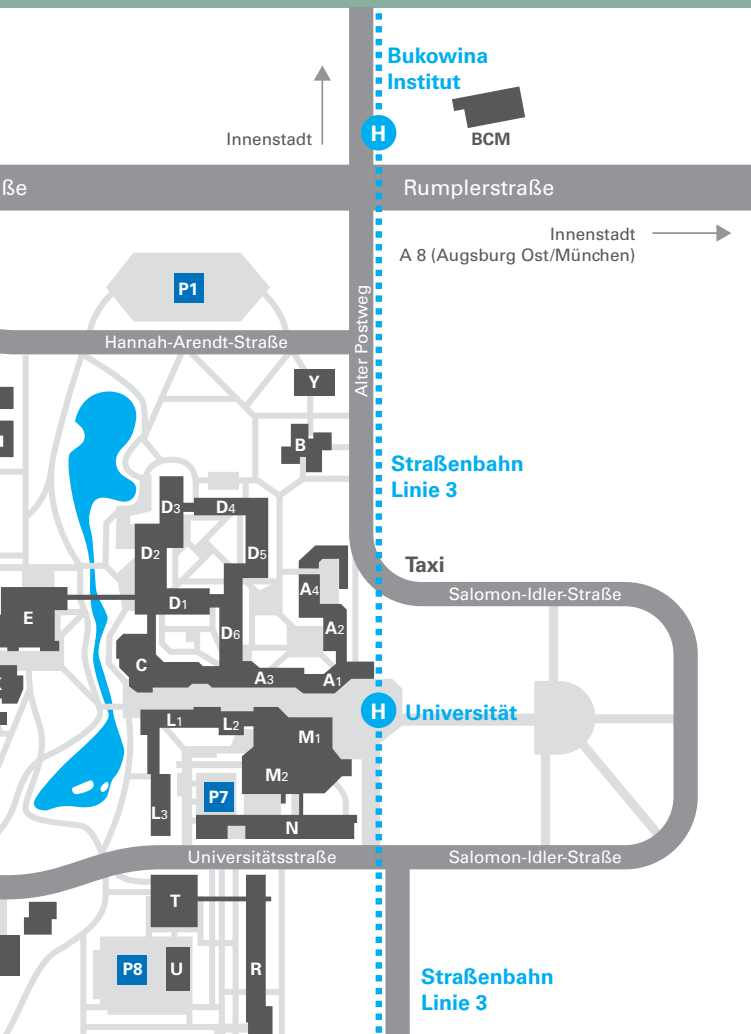 Bukowina
Institut
H
Innenstadt
BCM
ße
Rumplerstraße
Innenstadt
A 8 (Augsburg Ost/München)
P1
Alter Postweg
Hannah-Arendt-Straße
Y
B
Straßenbahn
Linie 3
D3
D4
D2
D5
Taxi
A4
Salomon-Idler-Straße
D1
E
D6
A2
C
A3
A1
H
Universität
L1
L2
M1
M2
P7
L3
N
Universitätsstraße
Salomon-Idler-Straße
T
P8
U
R
Straßenbahn
Linie 3